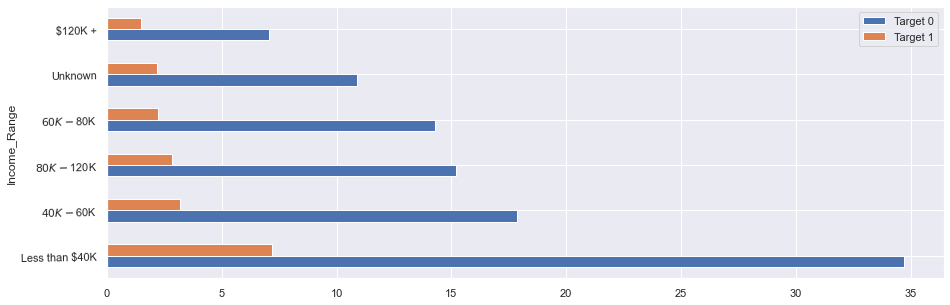 Target 0
Target 1
Income_Range
$120K +
Unknown
60K − 80K
80K − 120K
40K − 60K
Less than $40K
0 5 10 15 20 25 30 35